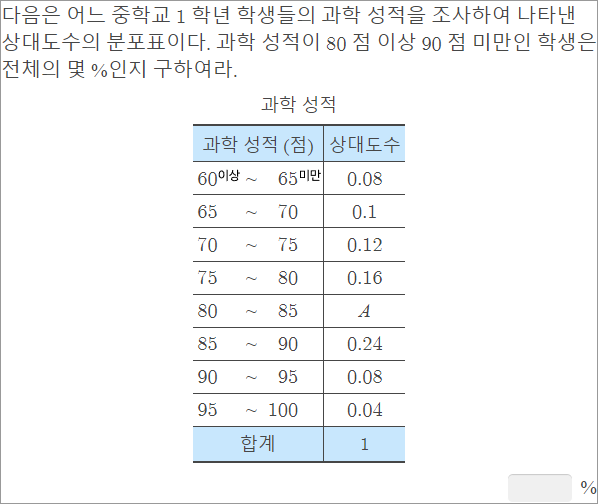 다음은 어느 중학교 1 학년 학생들의 과학 성적을 조사하여 나타낸
상대도수의 분포표이다. 과학 성적이 80 점 이상 90 점 미만인 학생은
전체의 몇 %인지 구하여라.
과학 성적
과학 성적 (점) 상대도수
60이상 ~ 65미만 0.08
65 ~ 70 0.1
70 ~ 75 0.12
75 ~ 80 0.16
80 ~ 85 A
85 ~ 90 0.24
90 ~ 95 0.08
95 ~ 100 0.04
합계 1
%